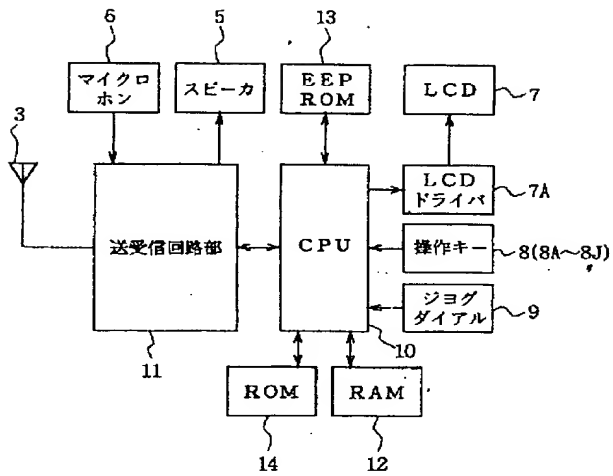 6
5
13
マイクロ
ホン
スピーカ
EEP
ROM
LCD
7
3
LCD
ドライバ
7A
送受信回路部
CPU
操作キー
8(8A～8J)
ジヨグ
ダイアル
9
11
10
ROM
RAM
14
12